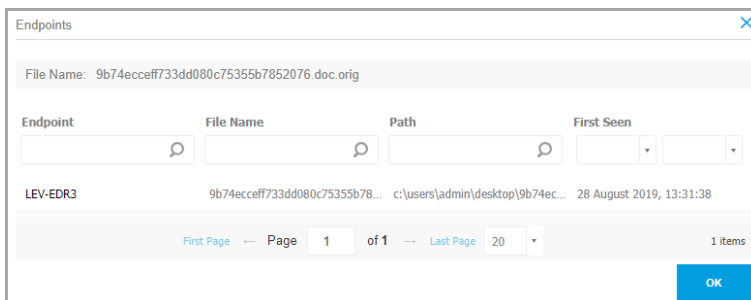 Endpoints
File Name: 9b74ecceff733dd080c75355b7852076.doc.orig
Endpoint File Name Path First Seen
LEV-EDR3 9b74ecceff733dd080c75355b78... c:\users\admin\desktop\9b74ec... 28 August 2019, 13:31:38
First Page ← Page 1 of 1 → Last Page 20 1 items
OK